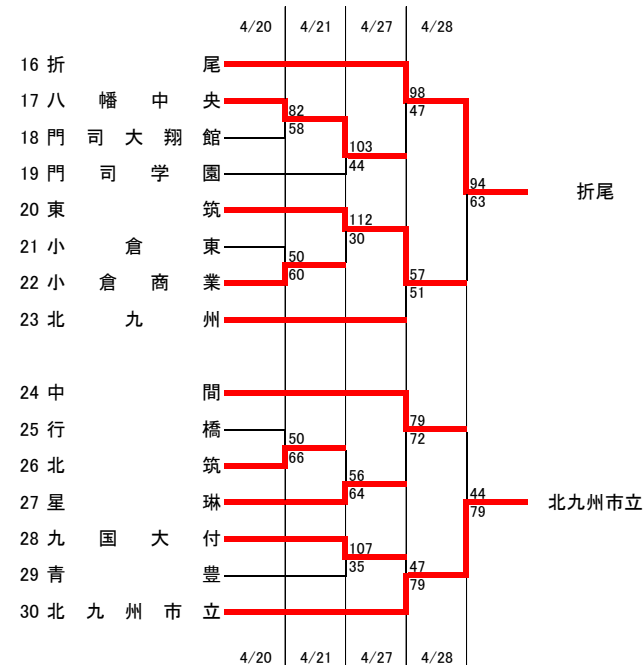 4/20 4/21 4/27 4/28
16 折尾
98
17 八幡中央
82
47
18 門司大翔館
58
103
19 門司学園
44
94
折尾
63
20 東筑
112
30
21 小倉東
50
22 小倉商業
60
57
51
23 北九州
24 中間
79
25 行橋
50
72
26 北筑
66
56
27 星琳
64
44
北九州市立
79
28 九国大付
107
29 青豊
35
47
79
30 北九州市立
4/20 4/21 4/27 4/28